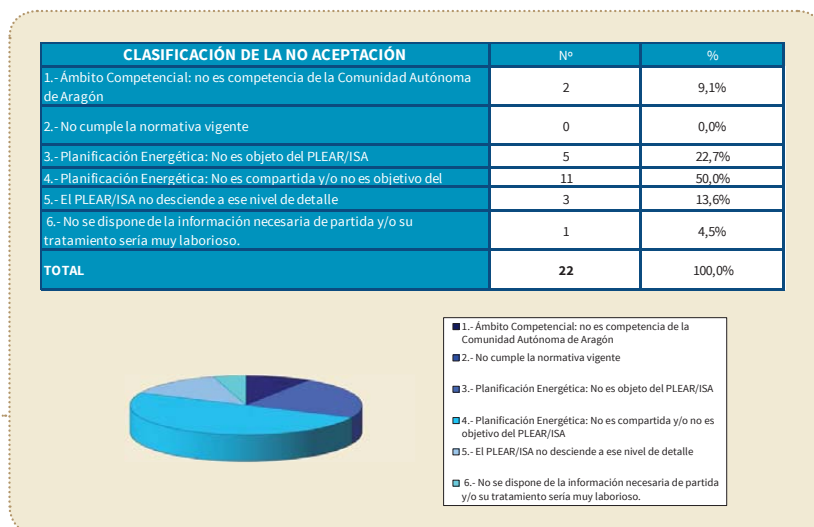 CLASIFICACIÓN DE LA NO ACEPTACIÓN Nº %
1.- Ámbito Competencial: no es competencia de la Comunidad Autónoma
de Aragón 2 9,1%
2.- No cumple la normativa vigente 0 0,0%
3.- Planificación Energética: No es objeto del PLEAR/ISA 5 22,7%
4.- Planificación Energética: No es compartida y/o no es objetivo del 11 50,0%
5.- El PLEAR/ISA no desciende a ese nivel de detalle 3 13,6%
6.- No se dispone de la información necesaria de partida y/o su
tratamiento sería muy laborioso. 1 4,5%
TOTAL 22 100,0%
1.- Ámbito Competencial: no es competencia de la
Comunidad Autónoma de Aragón
2.- No cumple la normativa vigente
3.- Planificación Energética: No es objeto del PLEAR/ISA
4.- Planificación Energética: No es compartida y/o no es
objetivo del PLEAR/ISA
5.- El PLEAR/ISA no desciende a ese nivel de detalle
6.- No se dispone de la información necesaria de partida
y/o su tratamiento sería muy laborioso.